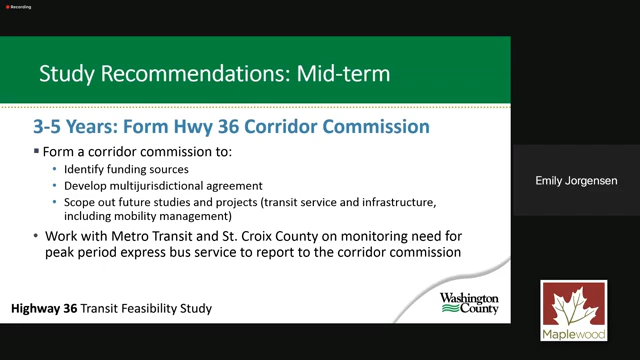 Recording
Study Recommendations: Mid-term
3-5 Years: Form Hwy 36 Corridor Commission
▪ Form a corridor commission to:
• Identify funding sources
• Develop multijurisdictional agreement
• Scope out future studies and projects (transit service and infrastructure,
including mobility management)
• Work with Metro Transit and St. Croix County on monitoring need for
peak period express bus service to report to the corridor commission
Highway 36 Transit Feasibility Study
Washington
County
Emily Jorgensen
Maplewood